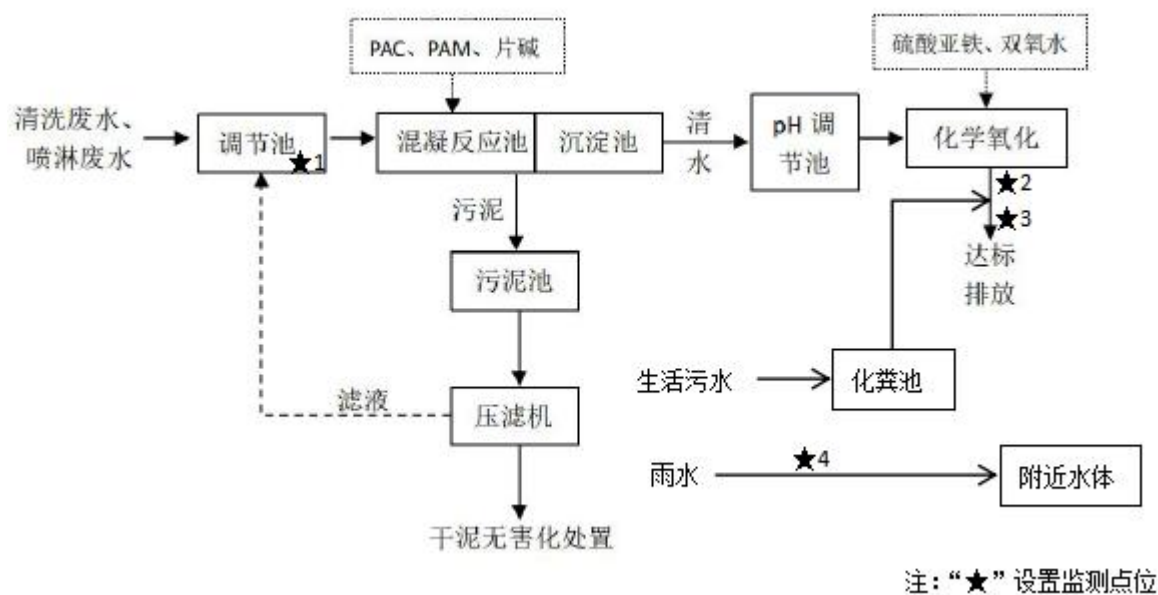 PAC、PAM、片碱
硫酸亚铁、双氧水
清洗废水、
喷淋废水
调节池
★1
混凝反应池
沉淀池
清
水
pH 调
节池
化学氧化
★2
★3
达标
排放
污泥
污泥池
滤液
压滤机
干泥无害化处置
生活污水
化粪池
雨水
★4
附近水体
注：“★”设置监测点位